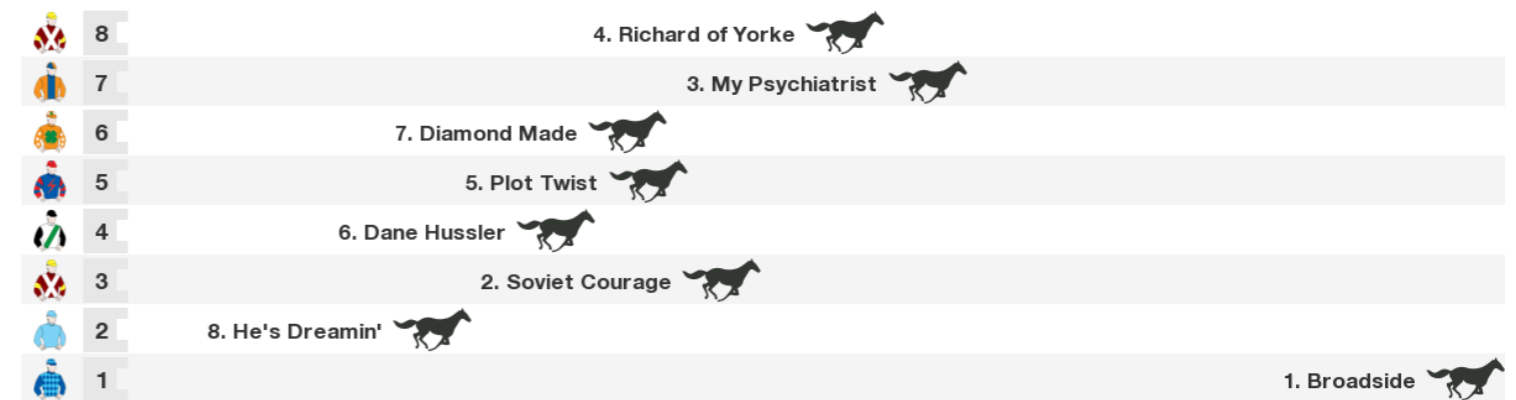 8 4. Richard of Yorke
7 3. My Psychiatrist
6 7. Diamond Made
5 5. Plot Twist
4 6. Dane Hussler
3 2. Soviet Courage
2 8. He's Dreamin'
1 1. Broadside